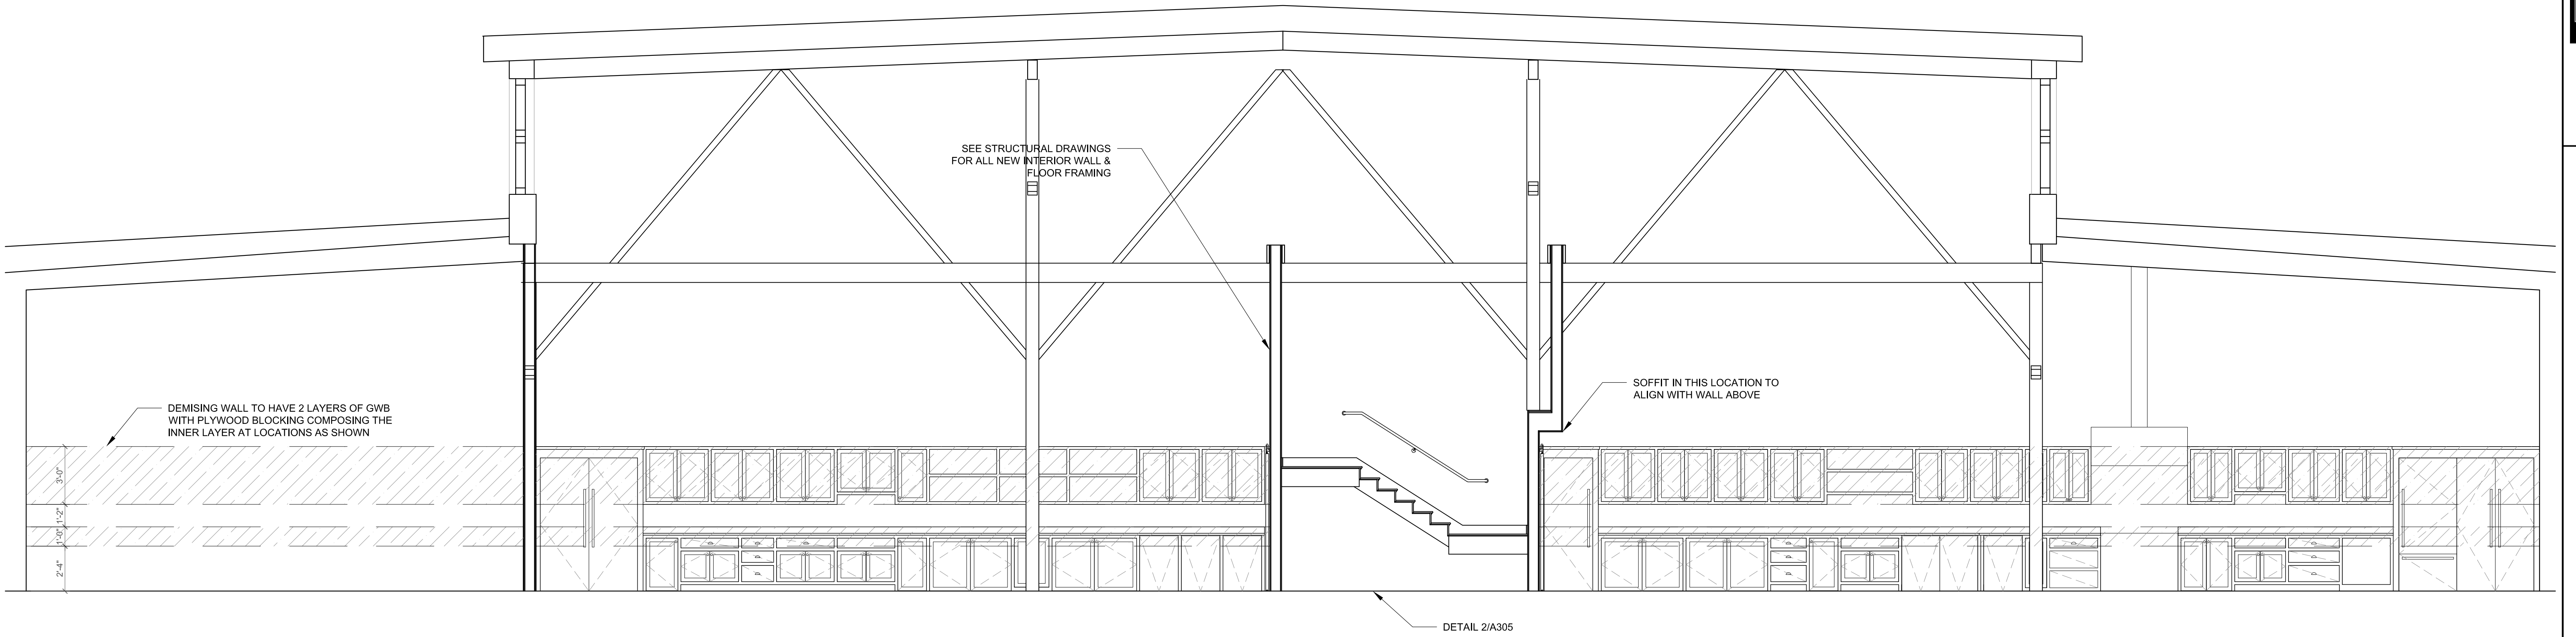 SEE STRUCTURAL DRAWINGS
FOR ALL NEW INTERIOR WALL &
FLOOR FRAMING
DEMISING WALL TO HAVE 2 LAYERS OF GWB
WITH PLYWOOD BLOCKING COMPOSING THE
INNER LAYER AT LOCATIONS AS SHOWN
SOFFIT IN THIS LOCATION TO
ALIGN WITH WALL ABOVE
3'-0"
1'-2"
1'-0"
2'-4"
DETAIL 2/A305